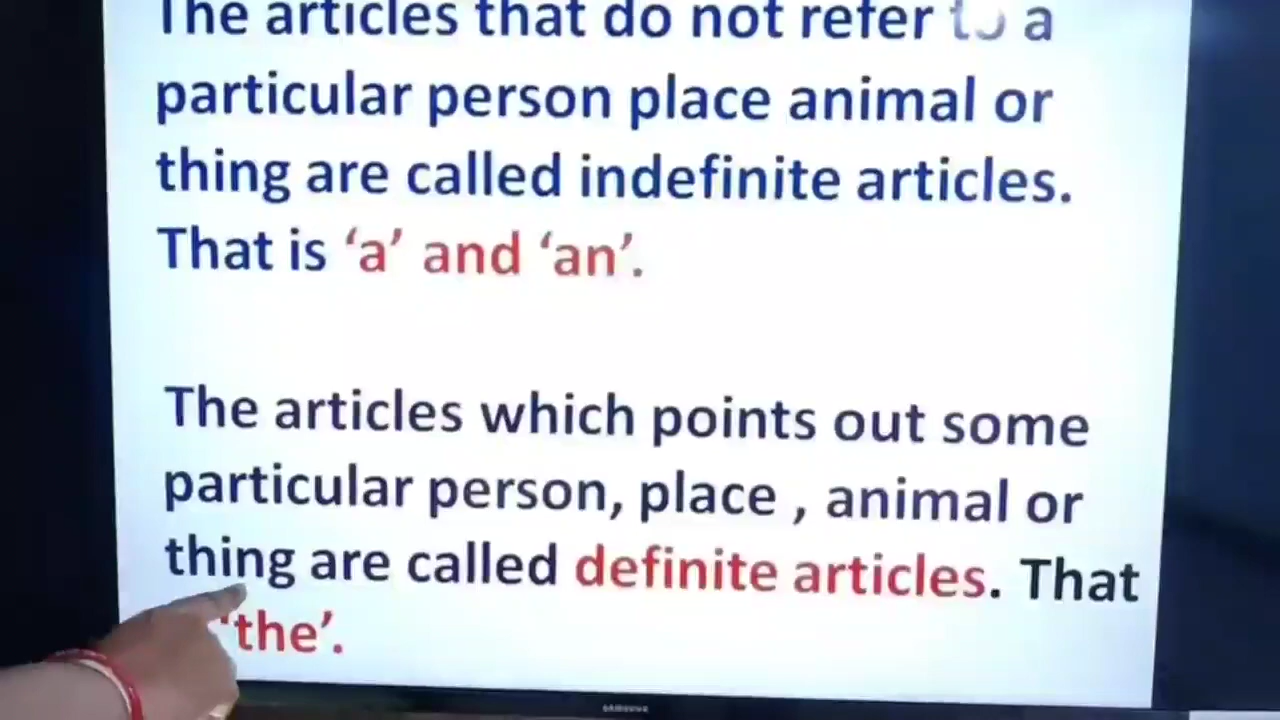 The articles that do not refer to a
particular person place animal or
thing are called indefinite articles.
That is ‘a’ and ‘an’.
The articles which points out some
particular person, place , animal or
thing are called definite articles. That
‘the’.
SAMSUNG